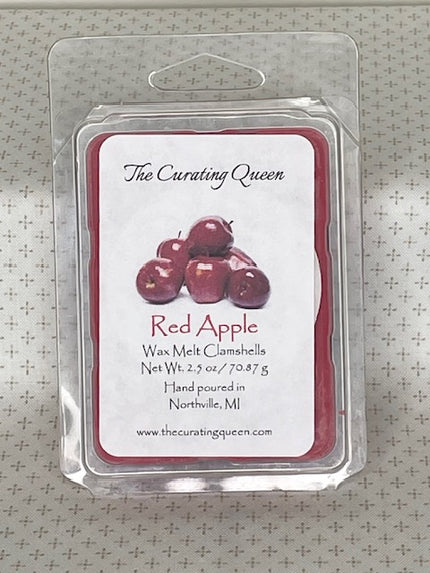 The Curating Queen
Red Apple
Wax Melt Clamshells
Net Wt. 2.5 oz / 70.87 g
Hand poured in
Northville, MI
www.thecuratingqueen.com